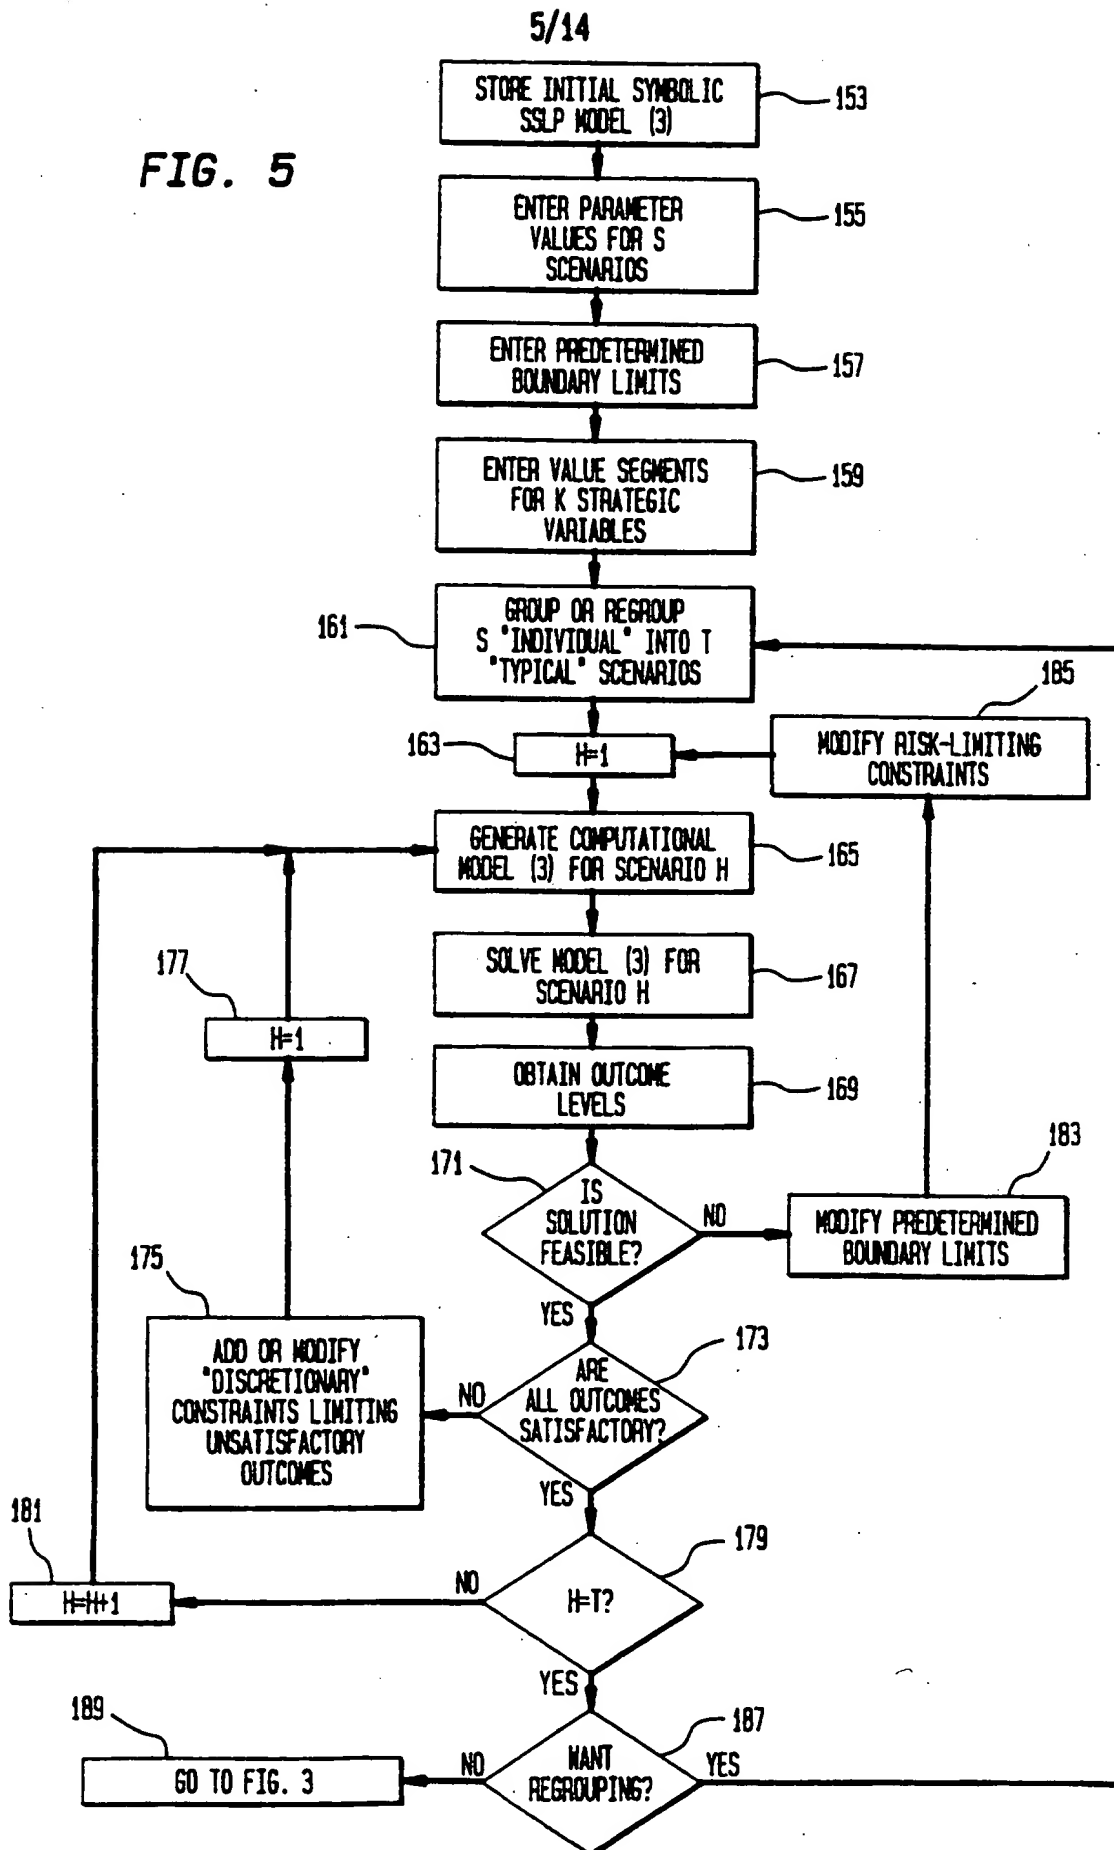 5/14
FIG. 5
STORE INITIAL SYMBOLIC
SSLP MODEL (3)
153
ENTER PARAMETER
VALUES FOR S
SCENARIOS
155
ENTER PREDETERMINED
BOUNDARY LIMITS
157
ENTER VALUE SEGMENTS
FOR K STRATEGIC
VARIABLES
159
161
GROUP OR REGROUP
S "INDIVIDUAL" INTO T
"TYPICAL" SCENARIOS
163
H=1
185
MODIFY RISK-LIMITING
CONSTRAINTS
GENERATE COMPUTATIONAL
MODEL (3) FOR SCENARIO H
165
SOLVE MODEL (3) FOR
SCENARIO H
167
177
H=1
OBTAIN OUTCOME
LEVELS
169
171
IS
SOLUTION
FEASIBLE?
NO
183
MODIFY PREDETERMINED
BOUNDARY LIMITS
YES
175
ADD OR MODIFY
"DISCRETIONARY"
CONSTRAINTS LIMITING
UNSATISFACTORY
OUTCOMES
NO
ARE
ALL OUTCOMES
SATISFACTORY?
173
YES
181
H=H+1
NO
H=T?
179
YES
189
GO TO FIG. 3
NO
WANT
REGROUPING?
187
YES